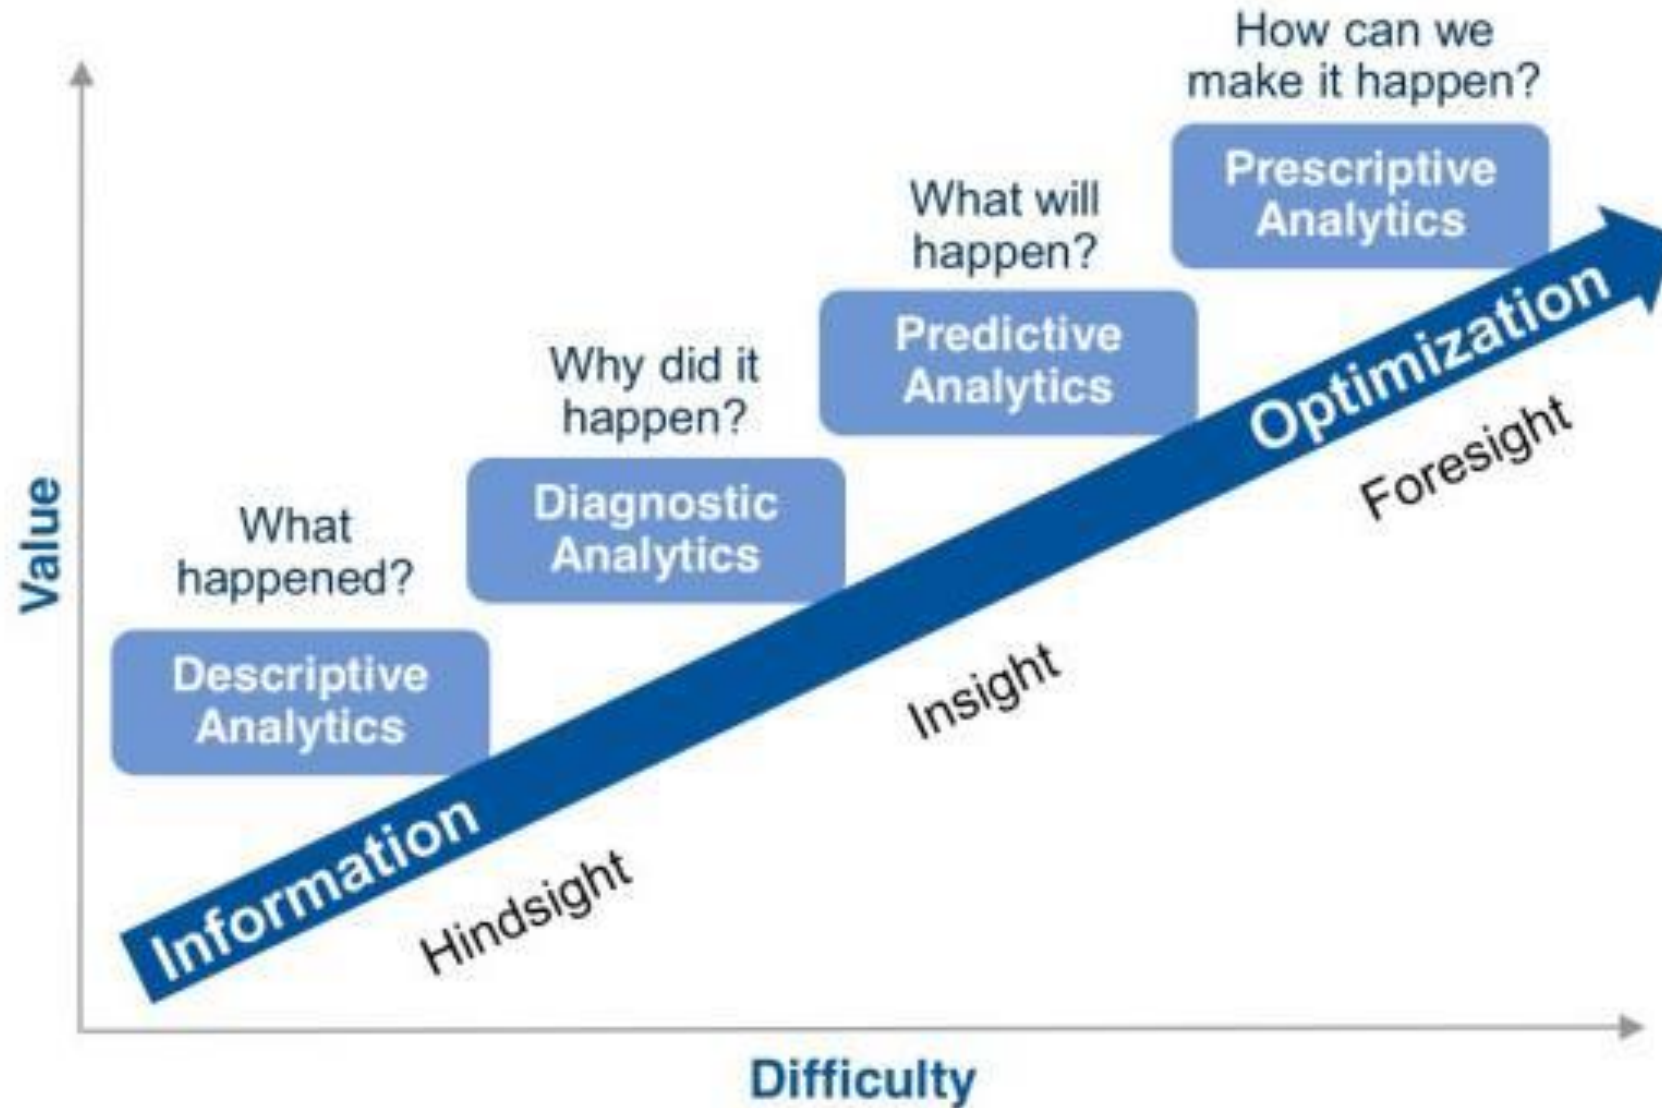 How can we
make it happen?
Prescriptive
Analytics
What will
happen?
Predictive
Analytics
Why did it
happen?
Diagnostic
Analytics
What
happened?
Descriptive
Analytics
Value
Information
Optimization
Hindsight
Insight
Foresight
Difficulty